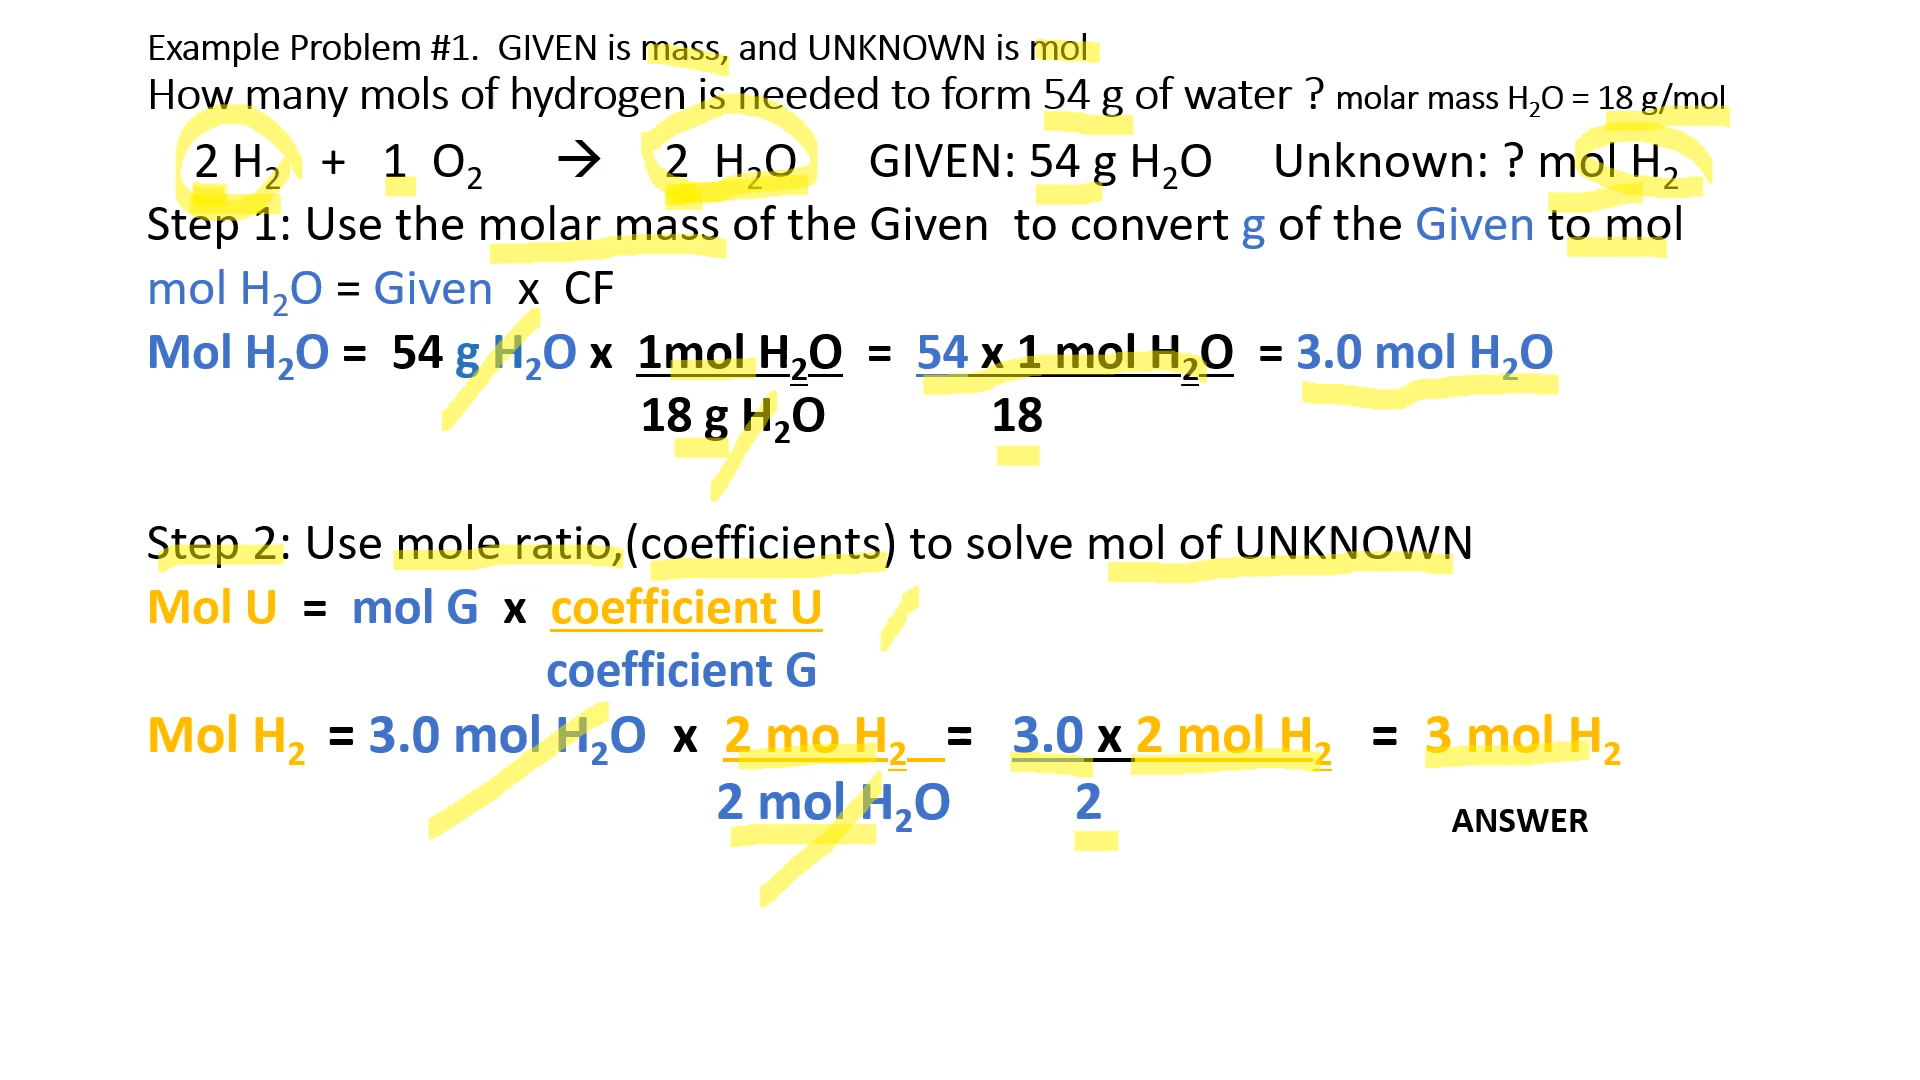 Example Problem #1. GIVEN is mass, and UNKNOWN is mol
How many mols of hydrogen is needed to form 54 g of water ? molar mass H₂O = 18 g/mol
2 H₂ + 1 O₂ → 2 H₂O GIVEN: 54 g H₂O Unknown: ? mol H₂
Step 1: Use the molar mass of the Given to convert g of the Given to mol
mol H₂O = Given x CF
Mol H₂O = 54 g H₂O x 1mol H₂O = 54 x 1 mol H₂O = 3.0 mol H₂O
18 g H₂O 18
Step 2: Use mole ratio,(coefficients) to solve mol of UNKNOWN
Mol U = mol G x coefficient U
coefficient G
Mol H₂ = 3.0 mol H₂O x 2 mo H₂ = 3.0 x 2 mol H₂ = 3 mol H₂
2 mol H₂O 2 ANSWER